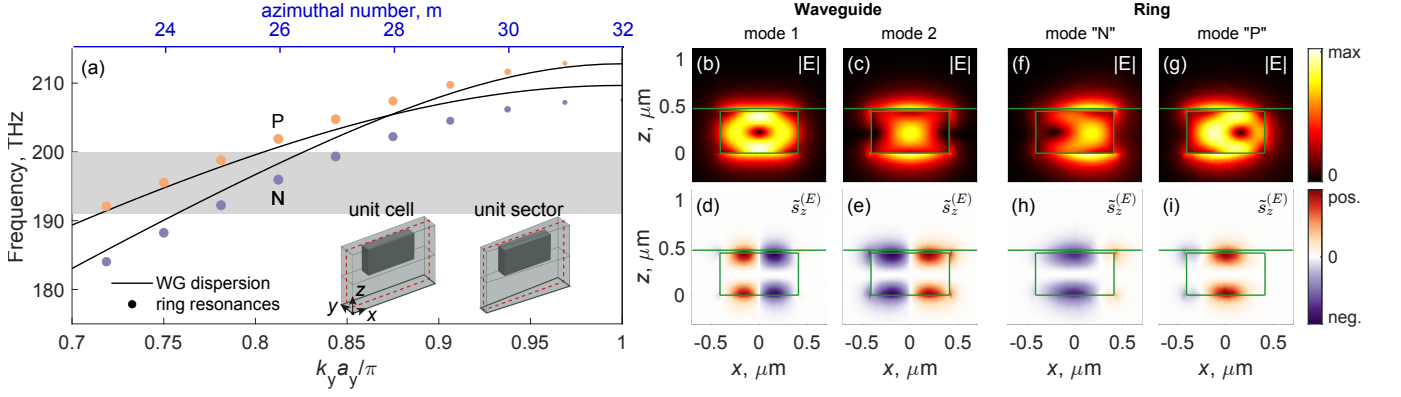 azimuthal number, m
24 26 28 30 32
(a)
Frequency, THz
210
200
190
180
P
N
unit cell
unit sector
z
y
x
WG dispersion
ring resonances
0.7 0.75 0.8 0.85 0.9 0.95 1
k_y a_y/π
Waveguide
Ring
mode 1
mode 2
mode "N"
mode "P"
(b) |E|
(c) |E|
(f) |E|
(g) |E|
max
0
z, μm
1
0.5
0
(d) s̃_z^(E)
(e) s̃_z^(E)
(h) s̃_z^(E)
(i) s̃_z^(E)
pos.
0
neg.
z, μm
1
0.5
0
-0.5 0 0.5
-0.5 0 0.5
-0.5 0 0.5
-0.5 0 0.5
x, μm
x, μm
x, μm
x, μm